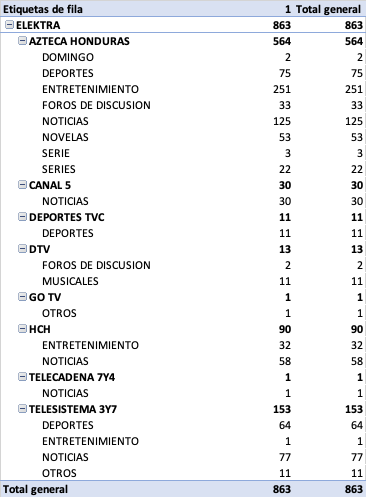 Etiquetas de fila 1 Total general
ELEKTRA 863 863
AZTECA HONDURAS 564 564
DOMINGO 2 2
DEPORTES 75 75
ENTRETENIMIENTO 251 251
FOROS DE DISCUSION 33 33
NOTICIAS 125 125
NOVELAS 53 53
SERIE 3 3
SERIES 22 22
CANAL 5 30 30
NOTICIAS 30 30
DEPORTES TVC 11 11
DEPORTES 11 11
DTV 13 13
FOROS DE DISCUSION 2 2
MUSICALES 11 11
GO TV 1 1
OTROS 1 1
HCH 90 90
ENTRETENIMIENTO 32 32
NOTICIAS 58 58
TELECADENA 7Y4 1 1
NOTICIAS 1 1
TELESISTEMA 3Y7 153 153
DEPORTES 64 64
ENTRETENIMIENTO 1 1
NOTICIAS 77 77
OTROS 11 11
Total general 863 863